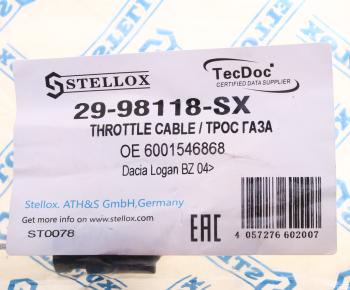 STELLOX
TecDoc
CERTIFIED DATA SUPPLIER
29-98118-SX
THROTTLE CABLE / ТРОС ГАЗА
OE 6001546868
Dacia Logan BZ 04>
Stellox. ATH&S GmbH,Germany
Get more info on www.stellox.com
ST0078
EAC
4 057276 602007